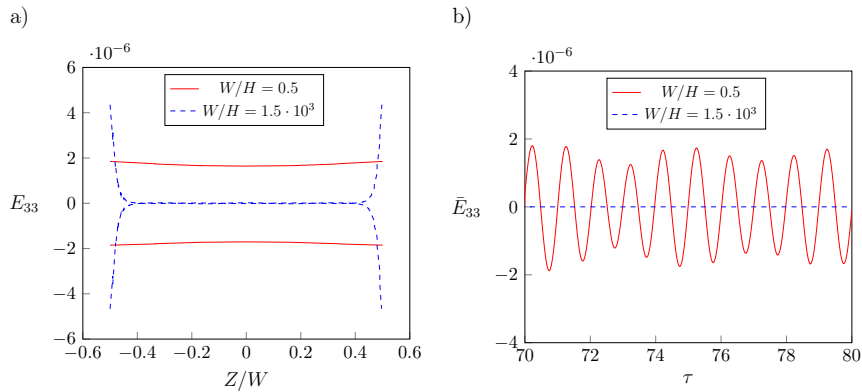 a)
·10⁻⁶
6
4
2
0
−2
−4
−6
−0.6 −0.4 −0.2 0 0.2 0.4 0.6
E₃₃
Z/W
W/H = 0.5
W/H = 1.5 · 10³
b)
·10⁻⁶
4
2
0
−2
−4
70 72 74 76 78 80
Ē₃₃
τ
W/H = 0.5
W/H = 1.5 · 10³